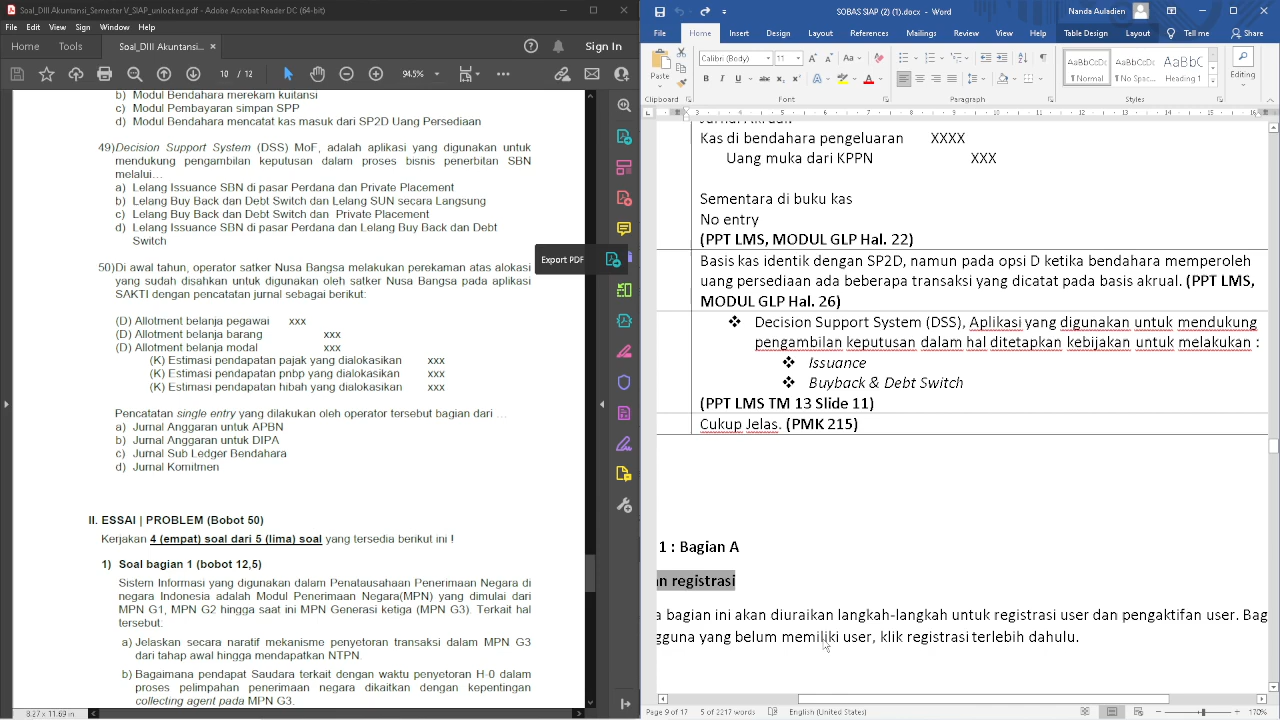 Soal_DIII Akuntansi_Semester V_SIAP_unlocked.pdf - Adobe Acrobat Reader DC (64-bit)
File Edit View Sign Window Help
Home Tools Soal_DIII Akuntansi... × Sign In
10 / 12 94.5%
b) Modul Bendahara merekam kuitansi
c) Modul Pembayaran simpan SPP
d) Modul Bendahara mencatat kas masuk dari SP2D Uang Persediaan
49) Decision Support System (DSS) MoF, adalah aplikasi yang digunakan untuk
mendukung pengambilan keputusan dalam proses bisnis penerbitan SBN
melalui…
a) Lelang Issuance SBN di pasar Perdana dan Private Placement
b) Lelang Buy Back dan Debt Switch dan Lelang SUN secara Langsung
c) Lelang Buy Back dan Debt Switch dan Private Placement
d) Lelang Issuance SBN di pasar Perdana dan Lelang Buy Back dan Debt
Switch
Export PDF
50) Di awal tahun, operator satker Nusa Bangsa melakukan perekaman atas alokasi
yang sudah disahkan untuk digunakan oleh satker Nusa Bangsa pada aplikasi
SAKTI dengan pencatatan jurnal sebagai berikut:
(D) Allotment belanja pegawai xxx
(D) Allotment belanja barang xxx
(D) Allotment belanja modal xxx
(K) Estimasi pendapatan pajak yang dialokasikan xxx
(K) Estimasi pendapatan pnbp yang dialokasikan xxx
(K) Estimasi pendapatan hibah yang dialokasikan xxx
Pencatatan single entry yang dilakukan oleh operator tersebut bagian dari …
a) Jurnal Anggaran untuk APBN
b) Jurnal Anggaran untuk DIPA
c) Jurnal Sub Ledger Bendahara
d) Jurnal Komitmen
II. ESSAI | PROBLEM (Bobot 50)
Kerjakan 4 (empat) soal dari 5 (lima) soal yang tersedia berikut ini !
1) Soal bagian 1 (bobot 12,5)
Sistem Informasi yang digunakan dalam Penatausahaan Penerimaan Negara di
negara Indonesia adalah Modul Penerimaan Negara(MPN) yang dimulai dari
MPN G1, MPN G2 hingga saat ini MPN Generasi ketiga (MPN G3). Terkait hal
tersebut:
a) Jelaskan secara naratif mekanisme penyetoran transaksi dalam MPN G3
dari tahap awal hingga mendapatkan NTPN.
b) Bagaimana pendapat Saudara terkait dengan waktu penyetoran H-0 dalam
proses pelimpahan penerimaan negara dikaitkan dengan kepentingan
collecting agent pada MPN G3.
8.27 x 11.69 in
SOBAS SIAP (2) (1).docx - Word Nanda Auladien
File Home Insert Design Layout References Mailings Review View Help Acrobat Table Design Layout Tell me Share
Paste Calibri (Body) 11 Aa
B I U abc AaBbCcDc AaBbCcDc AaBbC
¶ Normal ¶ No Spac... Heading 1 Editing
Clipboard Font Paragraph Styles
Jurnal Akrual:
Kas di bendahara pengeluaran XXXX
Uang muka dari KPPN XXX
Sementara di buku kas
No entry
(PPT LMS, MODUL GLP Hal. 22)
Basis kas identik dengan SP2D, namun pada opsi D ketika bendahara memperoleh
uang persediaan ada beberapa transaksi yang dicatat pada basis akrual. (PPT LMS,
MODUL GLP Hal. 26)
❖ Decision Support System (DSS), Aplikasi yang digunakan untuk mendukung
pengambilan keputusan dalam hal ditetapkan kebijakan untuk melakukan :
❖ Issuance
❖ Buyback & Debt Switch
(PPT LMS TM 13 Slide 11)
Cukup Jelas. (PMK 215)
1 : Bagian A
an registrasi
a bagian ini akan diuraikan langkah-langkah untuk registrasi user dan pengaktifan user. Bag
gguna yang belum memiliki user, klik registrasi terlebih dahulu.
Page 9 of 17 5 of 2217 words English (United States) 170%